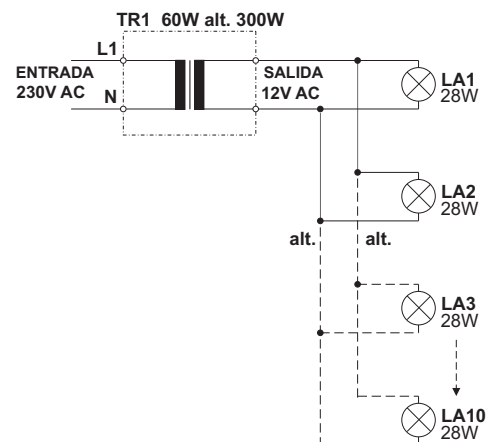 TR1 60W alt. 300W
L1
ENTRADA
230V AC
N
SALIDA
12V AC
LA1
28W
LA2
28W
alt.
alt.
LA3
28W
LA10
28W